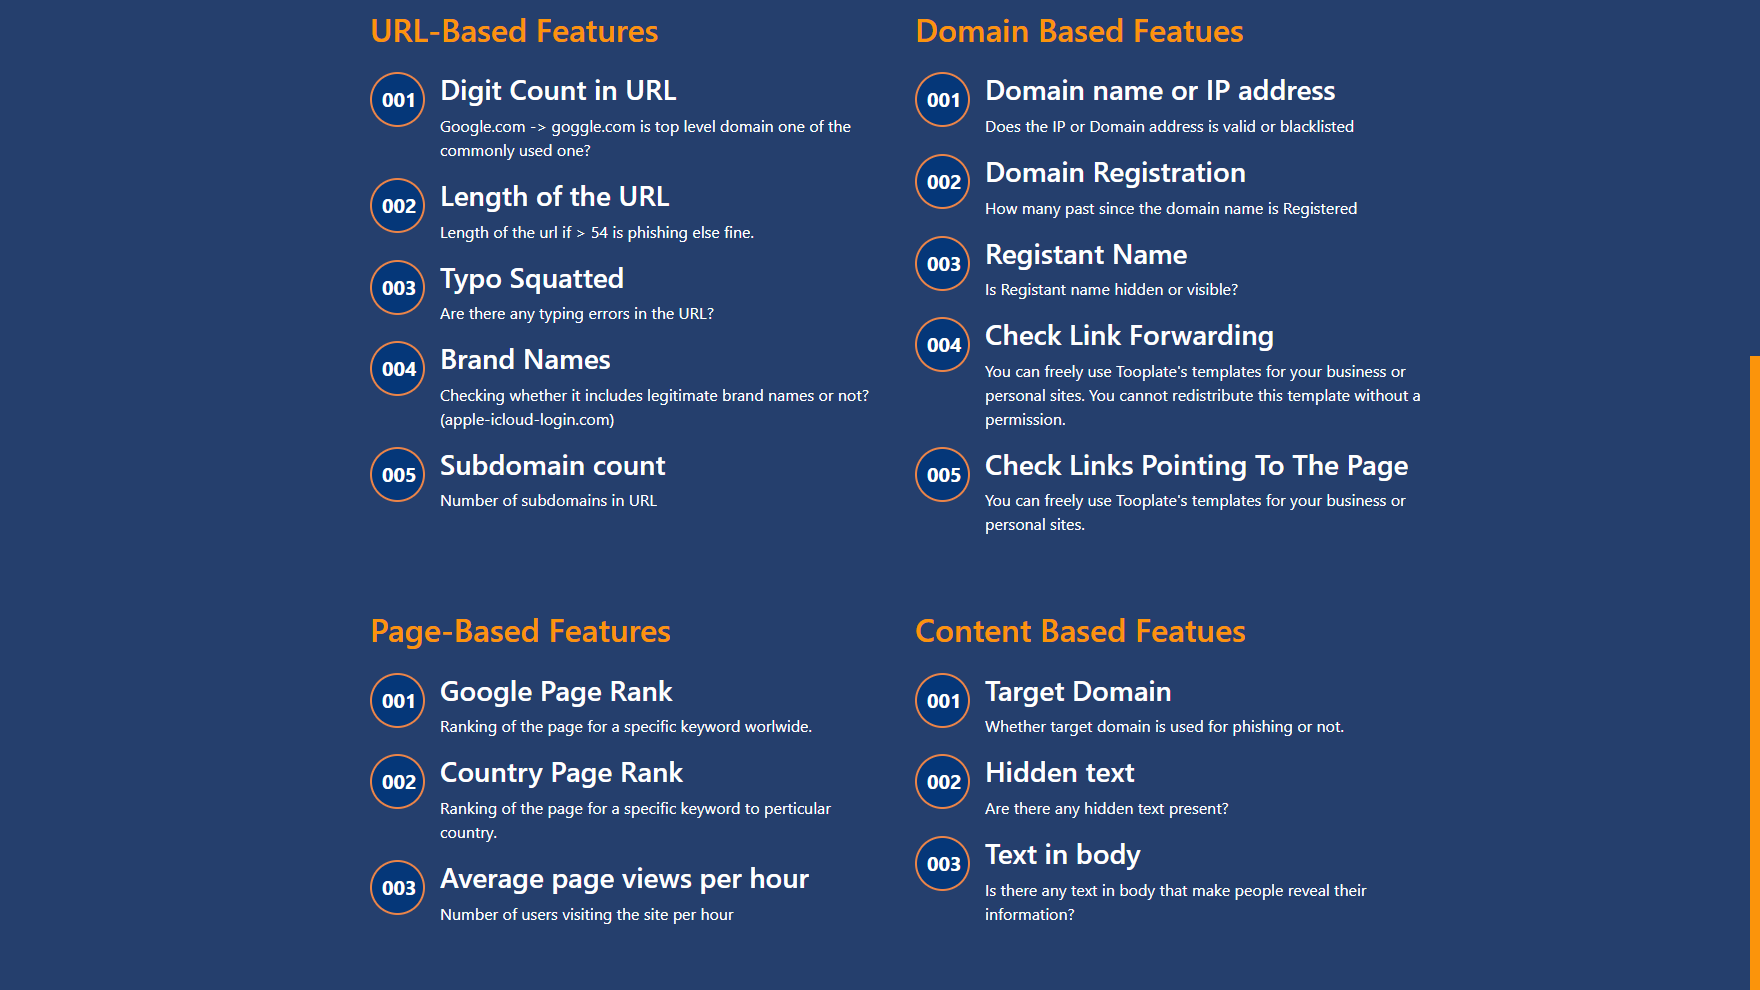 URL-Based Features
001
Digit Count in URL
Google.com -> goggle.com is top level domain one of the
commonly used one?
002
Length of the URL
Length of the url if > 54 is phishing else fine.
003
Typo Squatted
Are there any typing errors in the URL?
004
Brand Names
Checking whether it includes legitimate brand names or not?
(apple-icloud-login.com)
005
Subdomain count
Number of subdomains in URL
Domain Based Featues
001
Domain name or IP address
Does the IP or Domain address is valid or blacklisted
002
Domain Registration
How many past since the domain name is Registered
003
Registant Name
Is Registant name hidden or visible?
004
Check Link Forwarding
You can freely use Tooplate's templates for your business or
personal sites. You cannot redistribute this template without a
permission.
005
Check Links Pointing To The Page
You can freely use Tooplate's templates for your business or
personal sites.
Page-Based Features
001
Google Page Rank
Ranking of the page for a specific keyword worlwide.
002
Country Page Rank
Ranking of the page for a specific keyword to perticular
country.
003
Average page views per hour
Number of users visiting the site per hour
Content Based Featues
001
Target Domain
Whether target domain is used for phishing or not.
002
Hidden text
Are there any hidden text present?
003
Text in body
Is there any text in body that make people reveal their
information?